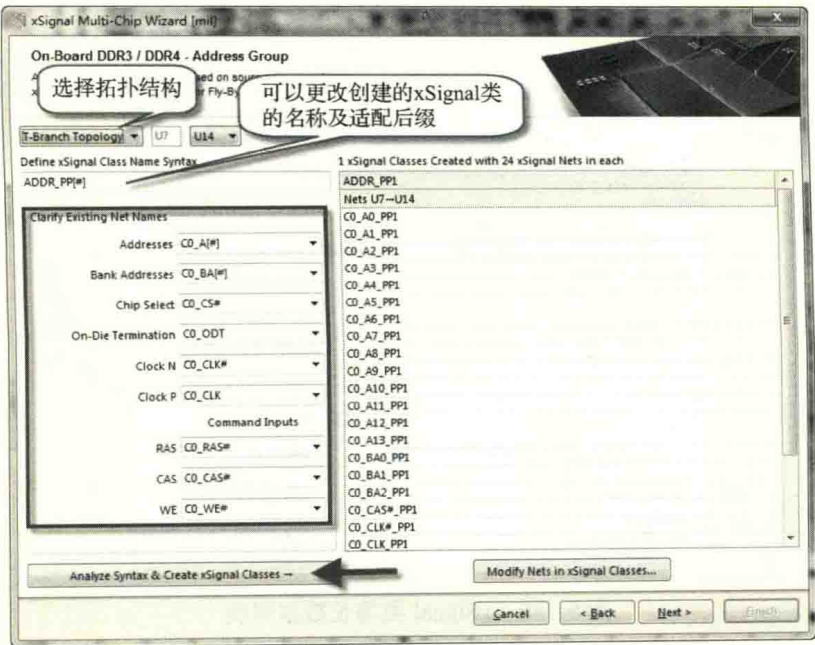 xSignal Multi-Chip Wizard [mil]
On-Board DDR3 / DDR4 - Address Group
ed on sou
or Fly-By
选择拓扑结构
可以更改创建的xSignal类
的名称及适配后缀
T-Branch Topology U7 U14
Define xSignal Class Name Syntax
ADDR_PP[#]
Clarify Existing Net Names
Addresses C0_A[#]
Bank Addresses C0_BA[#]
Chip Select C0_CS#
On-Die Termination C0_ODT
Clock N C0_CLK#
Clock P C0_CLK
Command Inputs
RAS C0_RAS#
CAS C0_CAS#
WE C0_WE#
Analyze Syntax & Create xSignal Classes →
1 xSignal Classes Created with 24 xSignal Nets in each
ADDR_PP1
Nets U7→U14
C0_A0_PP1
C0_A1_PP1
C0_A2_PP1
C0_A3_PP1
C0_A4_PP1
C0_A5_PP1
C0_A6_PP1
C0_A7_PP1
C0_A8_PP1
C0_A9_PP1
C0_A10_PP1
C0_A11_PP1
C0_A12_PP1
C0_A13_PP1
C0_BA0_PP1
C0_BA1_PP1
C0_BA2_PP1
C0_CAS#_PP1
C0_CLK#_PP1
C0_CLK_PP1
Modify Nets in xSignal Classes...
Cancel < Back Next > Finish